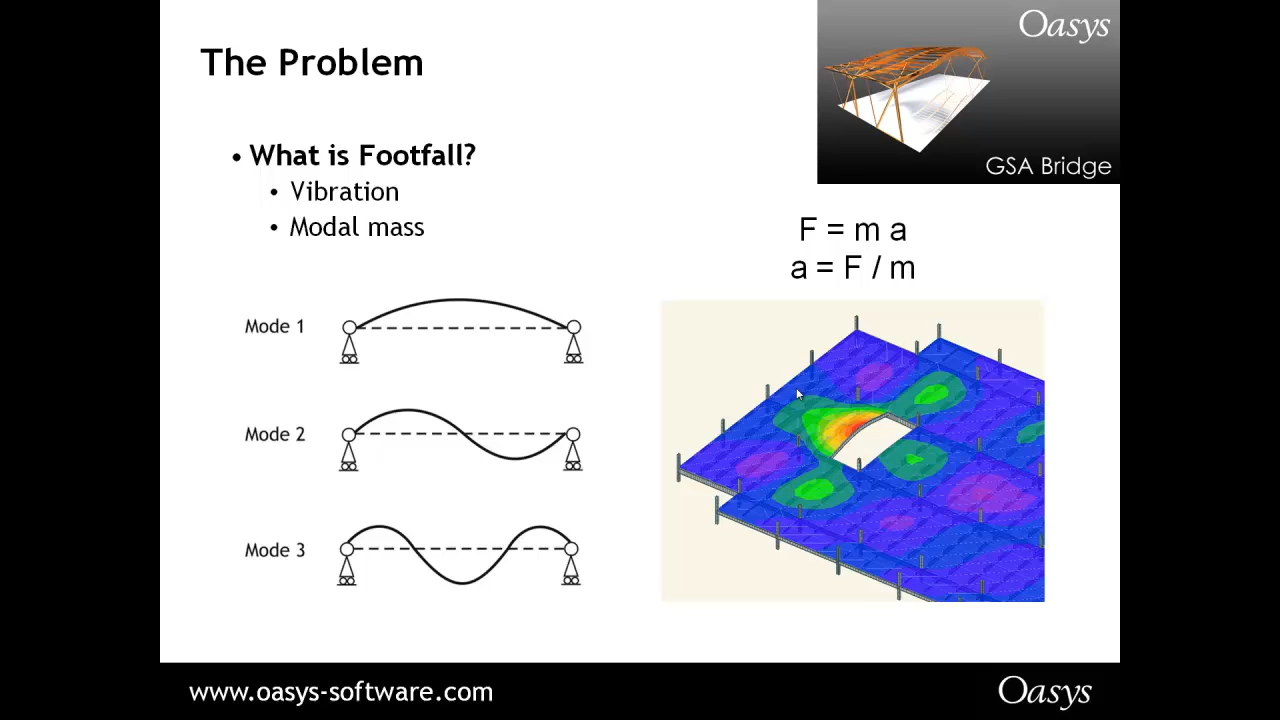 The Problem
Oasys
GSA Bridge
• What is Footfall?
• Vibration
• Modal mass
F = m a
a = F / m
Mode 1
Mode 2
Mode 3
www.oasys-software.com
Oasys